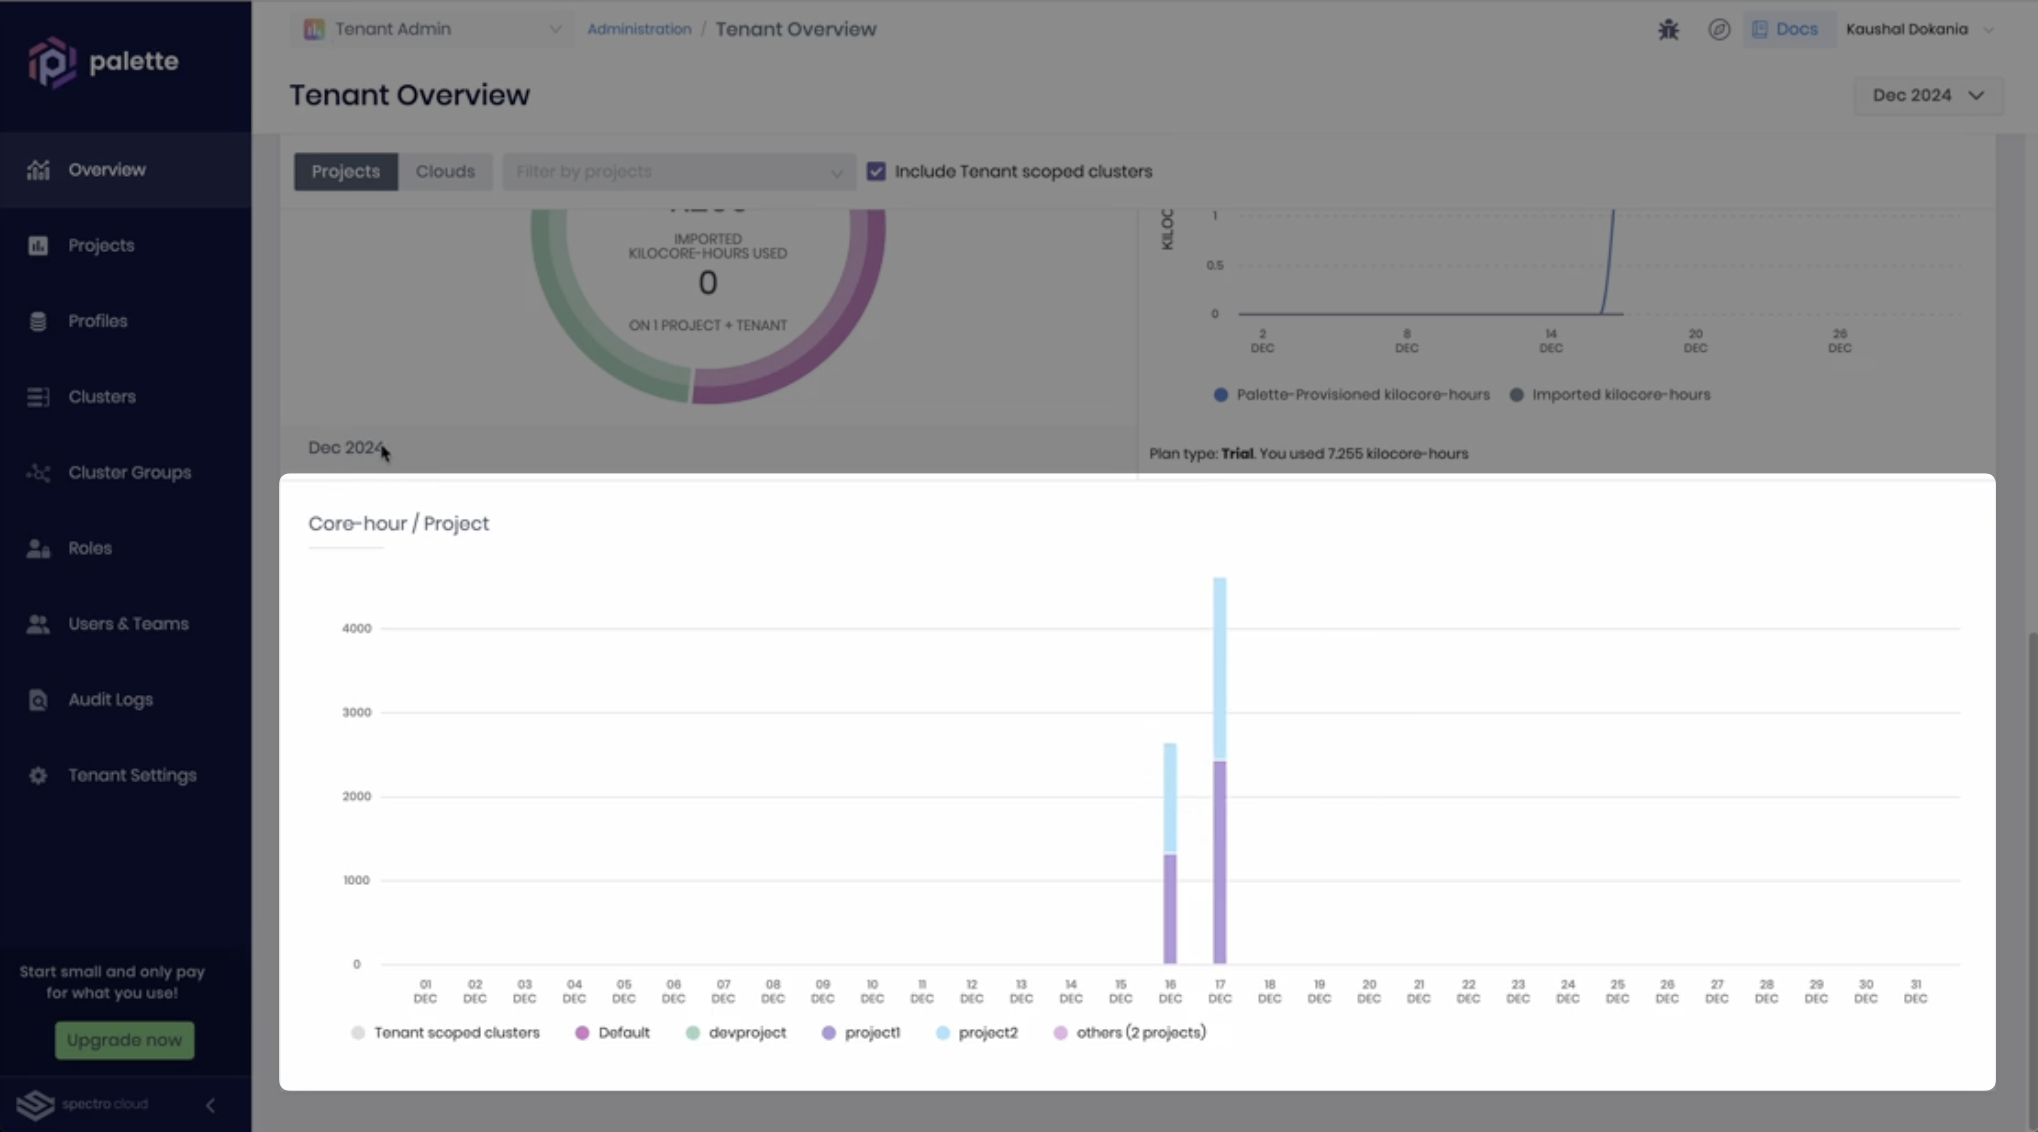 palette
Tenant Admin
Administration / Tenant Overview
Docs
Kaushal Dokania
Tenant Overview
Dec 2024
Overview
Projects
Profiles
Clusters
Cluster Groups
Roles
Users & Teams
Audit Logs
Tenant Settings
Start small and only pay
for what you use!
Upgrade now
spectro cloud
Projects
Clouds
Filter by projects
Include Tenant scoped clusters
IMPORTED
KILOCORE-HOURS USED
0
ON 1 PROJECT + TENANT
Dec 2024
KILOC
1
0.5
0
2 DEC
8 DEC
14 DEC
20 DEC
26 DEC
Palette-Provisioned kilocore-hours
Imported kilocore-hours
Plan type: Trial. You used 7.255 kilocore-hours
Core-hour / Project
4000
3000
2000
1000
0
01 DEC
02 DEC
03 DEC
04 DEC
05 DEC
06 DEC
07 DEC
08 DEC
09 DEC
10 DEC
11 DEC
12 DEC
13 DEC
14 DEC
15 DEC
16 DEC
17 DEC
18 DEC
19 DEC
20 DEC
21 DEC
22 DEC
23 DEC
24 DEC
25 DEC
26 DEC
27 DEC
28 DEC
29 DEC
30 DEC
31 DEC
Tenant scoped clusters
Default
devproject
project1
project2
others (2 projects)